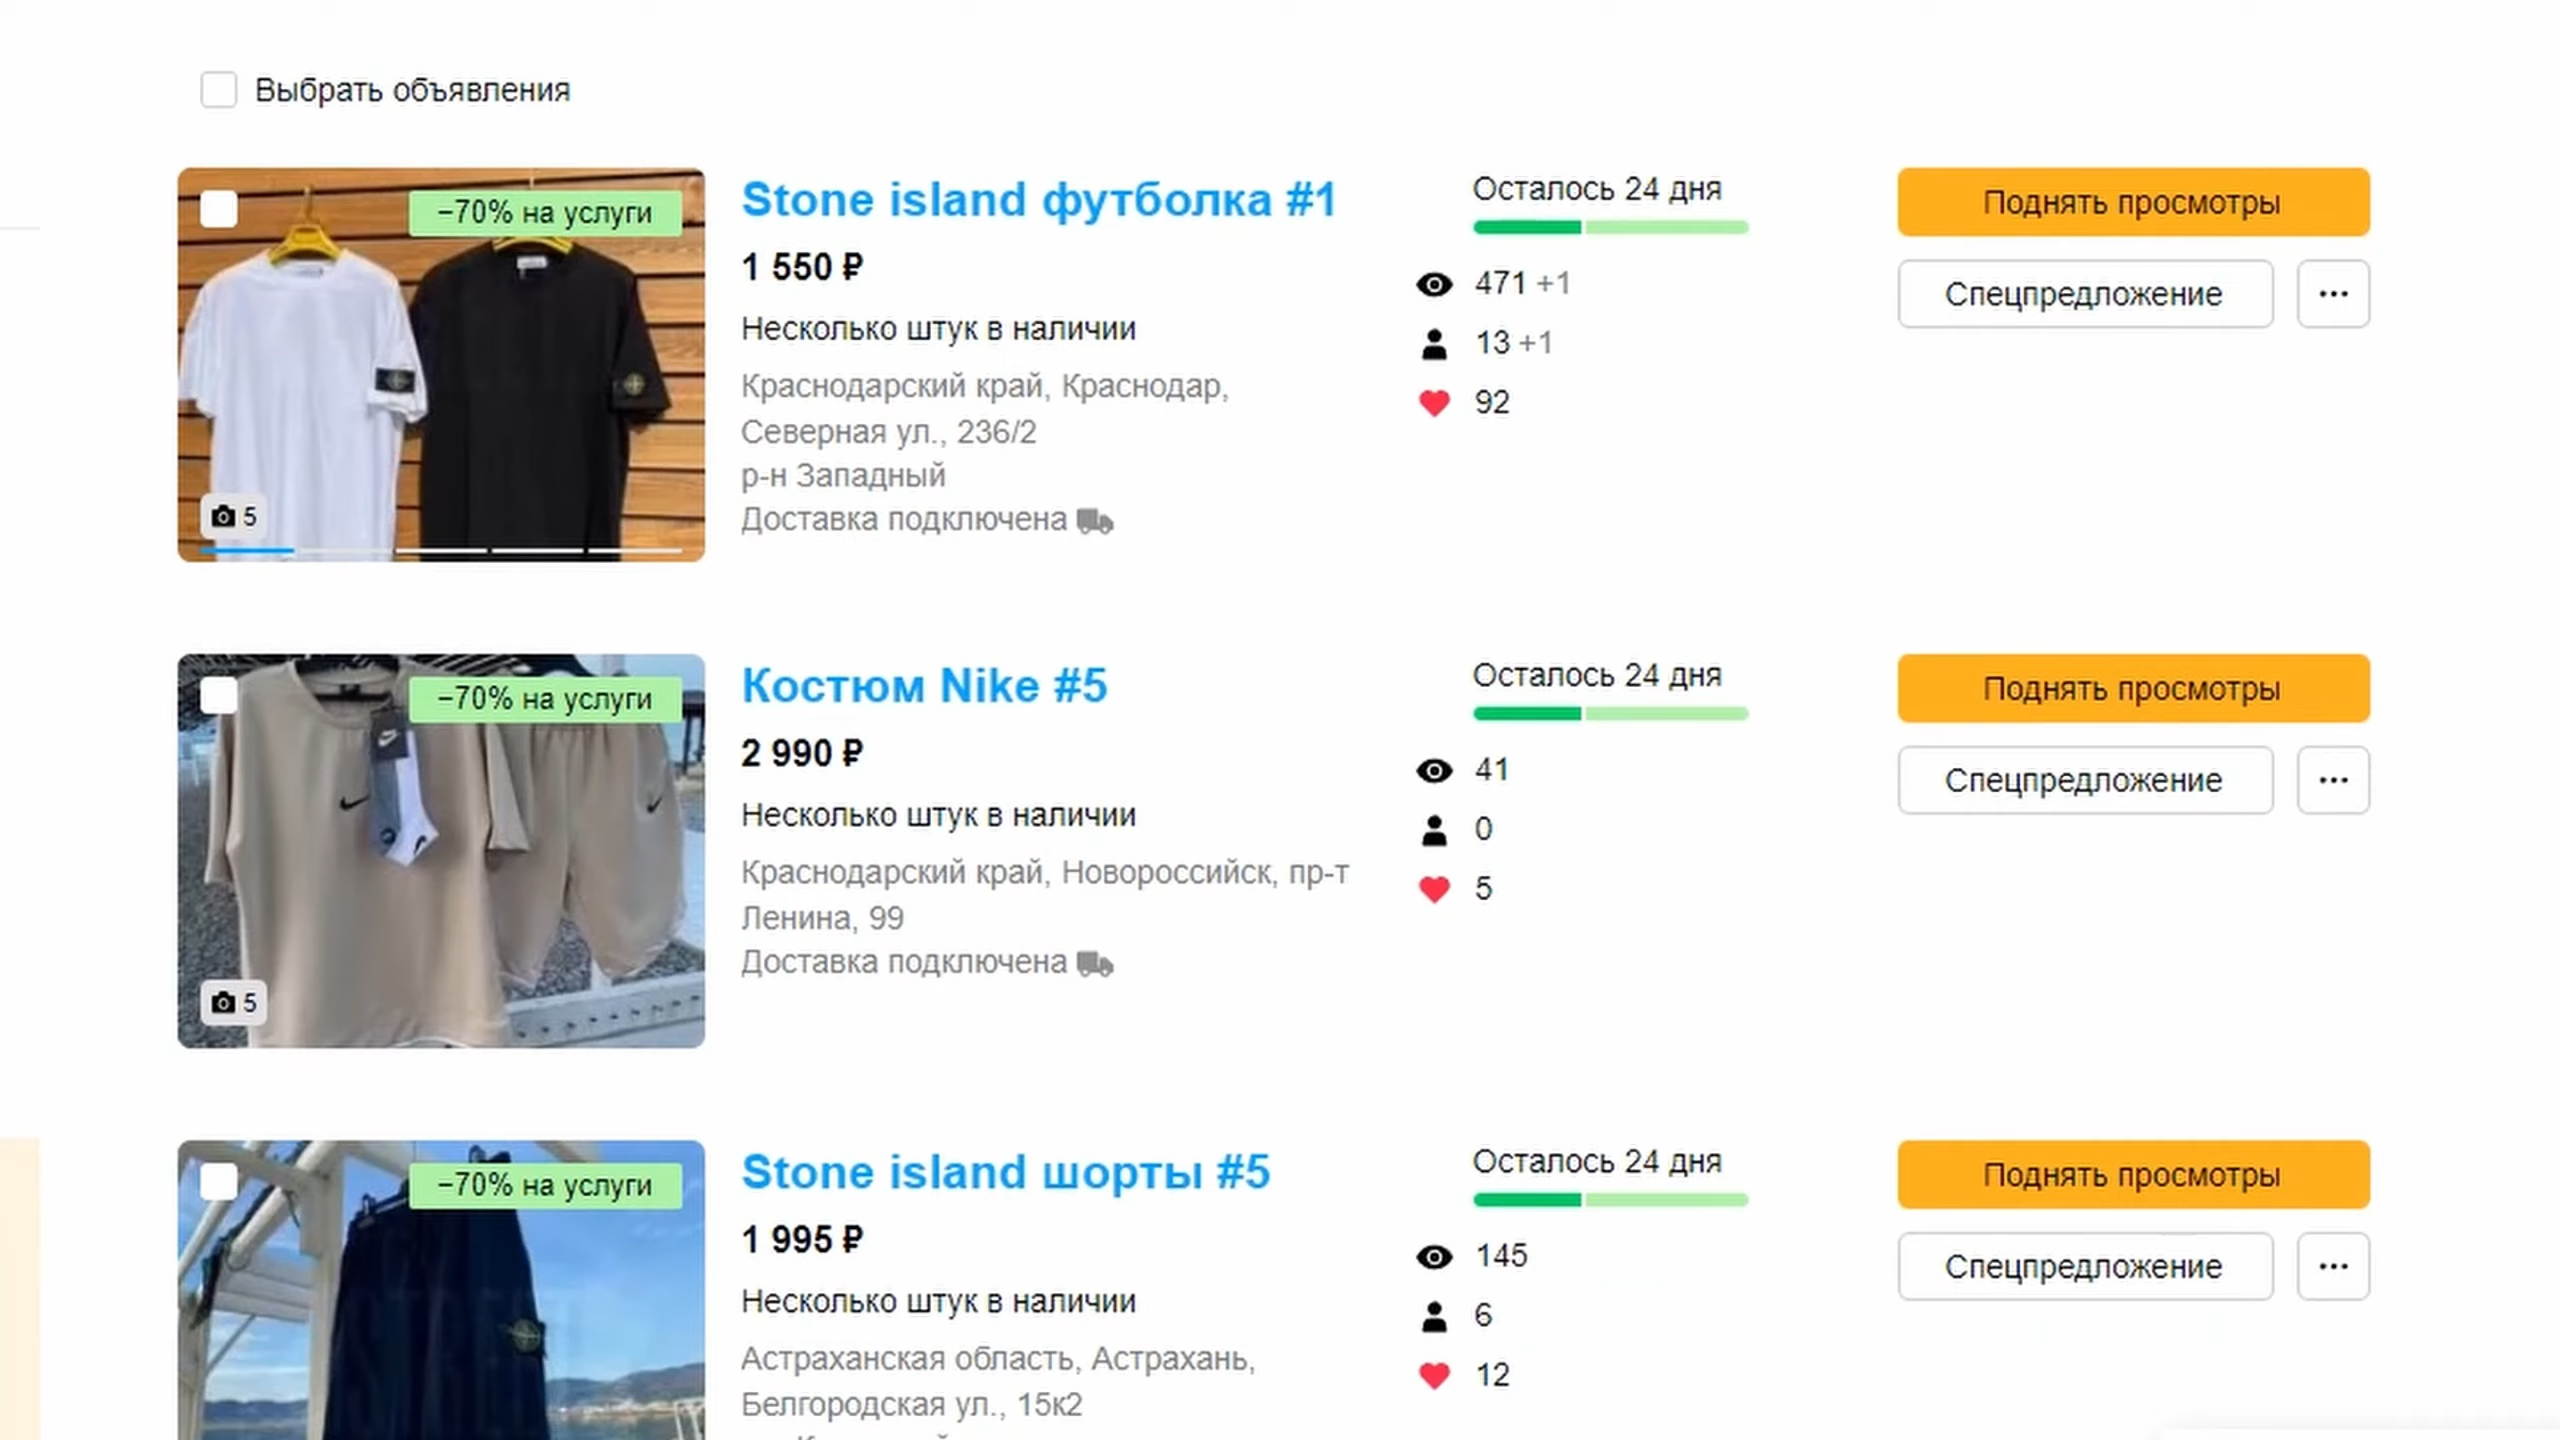 Выбрать объявления
−70% на услуги
5
Stone island футболка #1
1 550 ₽
Несколько штук в наличии
Краснодарский край, Краснодар,
Северная ул., 236/2
р-н Западный
Доставка подключена
Осталось 24 дня
471 +1
13 +1
92
Поднять просмотры
Спецпредложение
−70% на услуги
5
Костюм Nike #5
2 990 ₽
Несколько штук в наличии
Краснодарский край, Новороссийск, пр-т
Ленина, 99
Доставка подключена
Осталось 24 дня
41
0
5
Поднять просмотры
Спецпредложение
−70% на услуги
Stone island шорты #5
1 995 ₽
Несколько штук в наличии
Астраханская область, Астрахань,
Белгородская ул., 15к2
Осталось 24 дня
145
6
12
Поднять просмотры
Спецпредложение